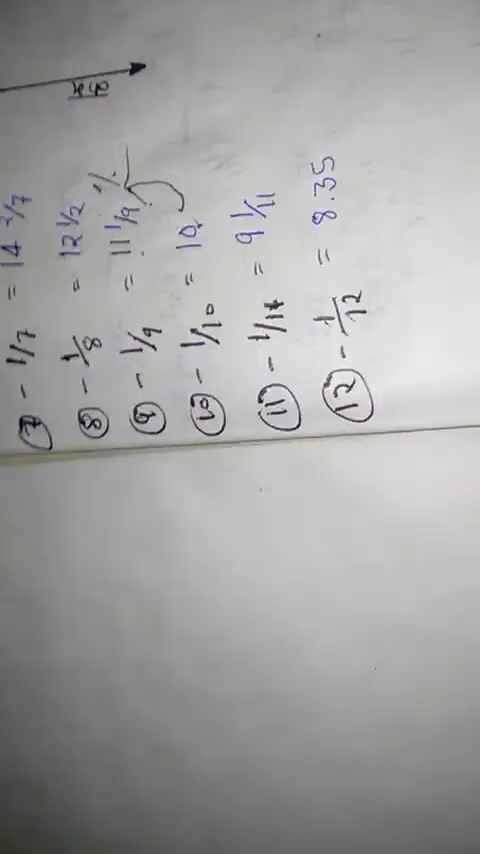 ⑦ - 1/7 = 14 2/7
⑧ - 1/8 = 12 1/2
⑨ - 1/9 = 11 1/9 %
⑩ - 1/10 = 10
⑪ - 1/11 = 9 1/11
⑫ - 1/12 = 8.35